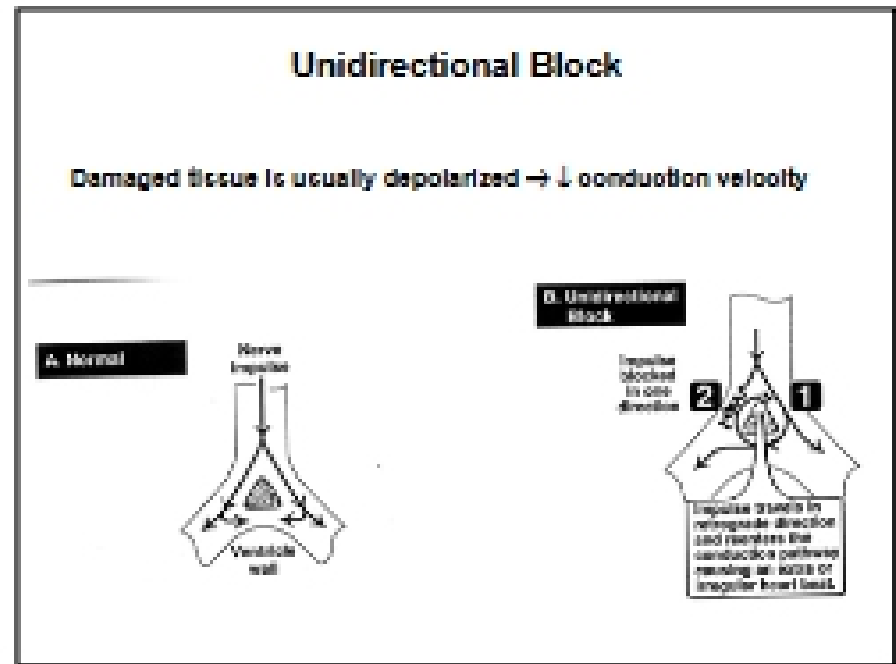 Unidirectional Block
Damaged tissue is usually depolarized → ↓ conduction velocity
A. Normal
Nerve
Impulse
Ventricle
wall
B. Unidirectional
Block
Impulse
blocked
in one
direction
2
1
Impulse travels in
retrograde direction
and reenters the
conduction pathway
causing an extra or
irregular heart beat.